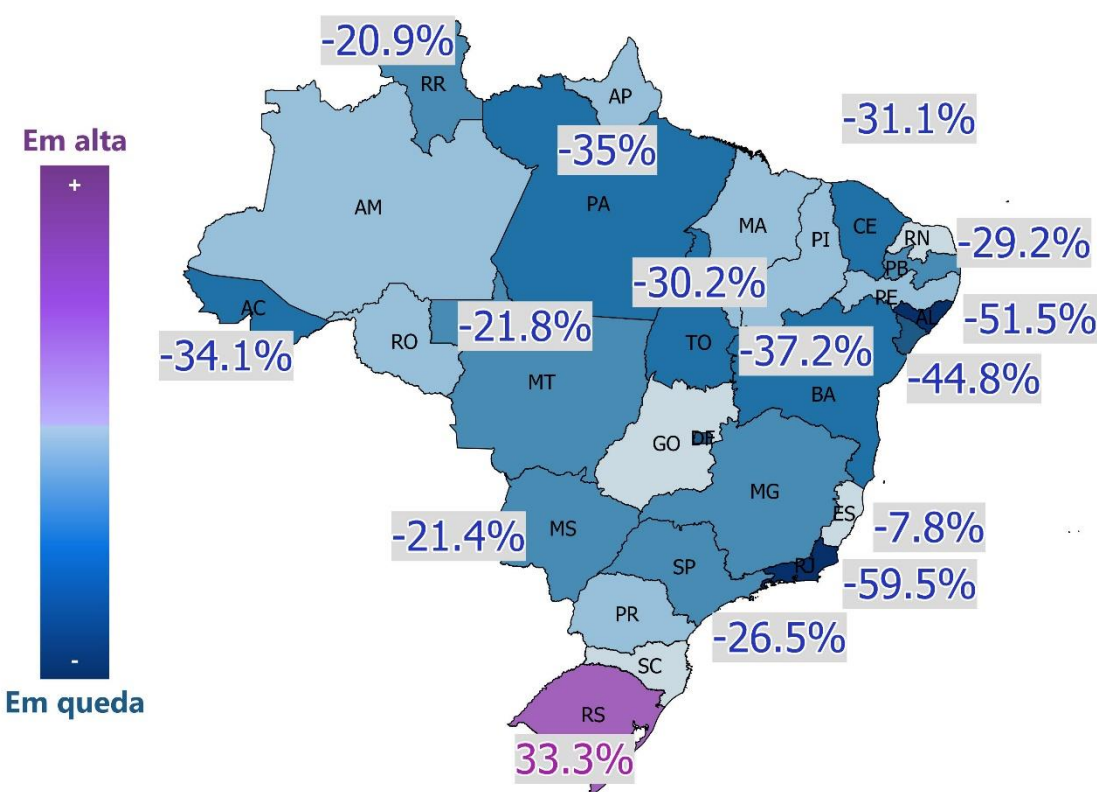 -20.9%
RR
AP
-31.1%
Em alta
+
-35%
AM
PA
MA
PI
CE
RN
-29.2%
PB
PE
-30.2%
AC
-21.8%
AL
-51.5%
RO
TO
-37.2%
-34.1%
-44.8%
MT
BA
GO
DF
MG
ES
-7.8%
-21.4%
MS
SP
RJ
-59.5%
PR
-26.5%
SC
-
Em queda
RS
33.3%